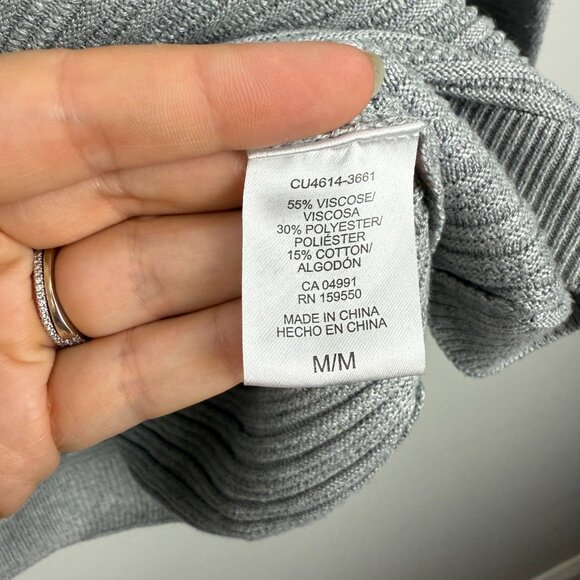 CU4614-3661
55% VISCOSE/
VISCOSA
30% POLYESTER/
POLIÉSTER
15% COTTON/
ALGODÓN
CA 04991
RN 159550
MADE IN CHINA
HECHO EN CHINA
M/M